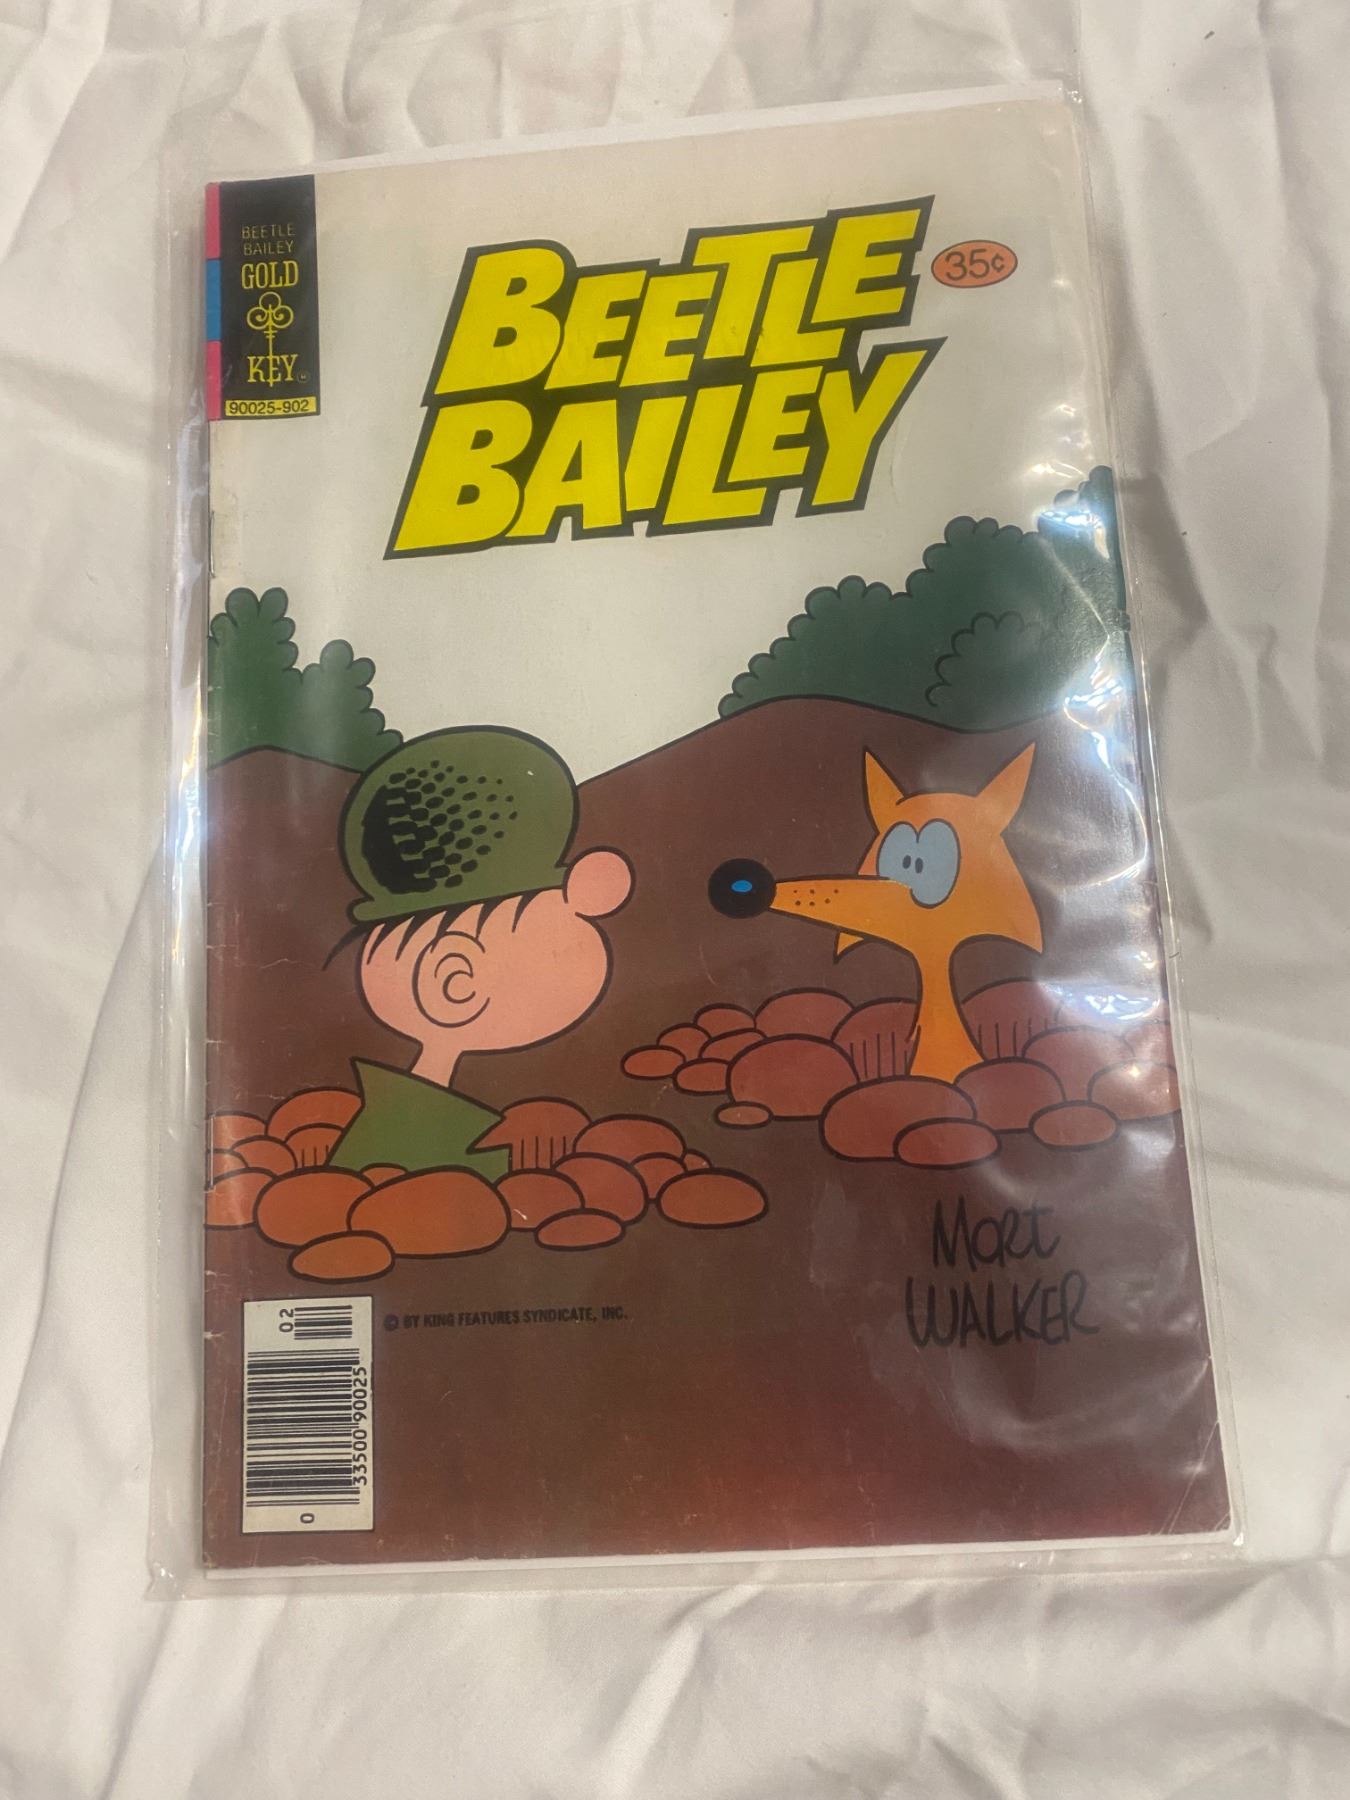 BEETLE
BAILEY
GOLD
KEY
90025-902
BEETLE
BAILEY
35¢
MORT
WALKER
© BY KING FEATURES SYNDICATE, INC.
02
33500 90025
0